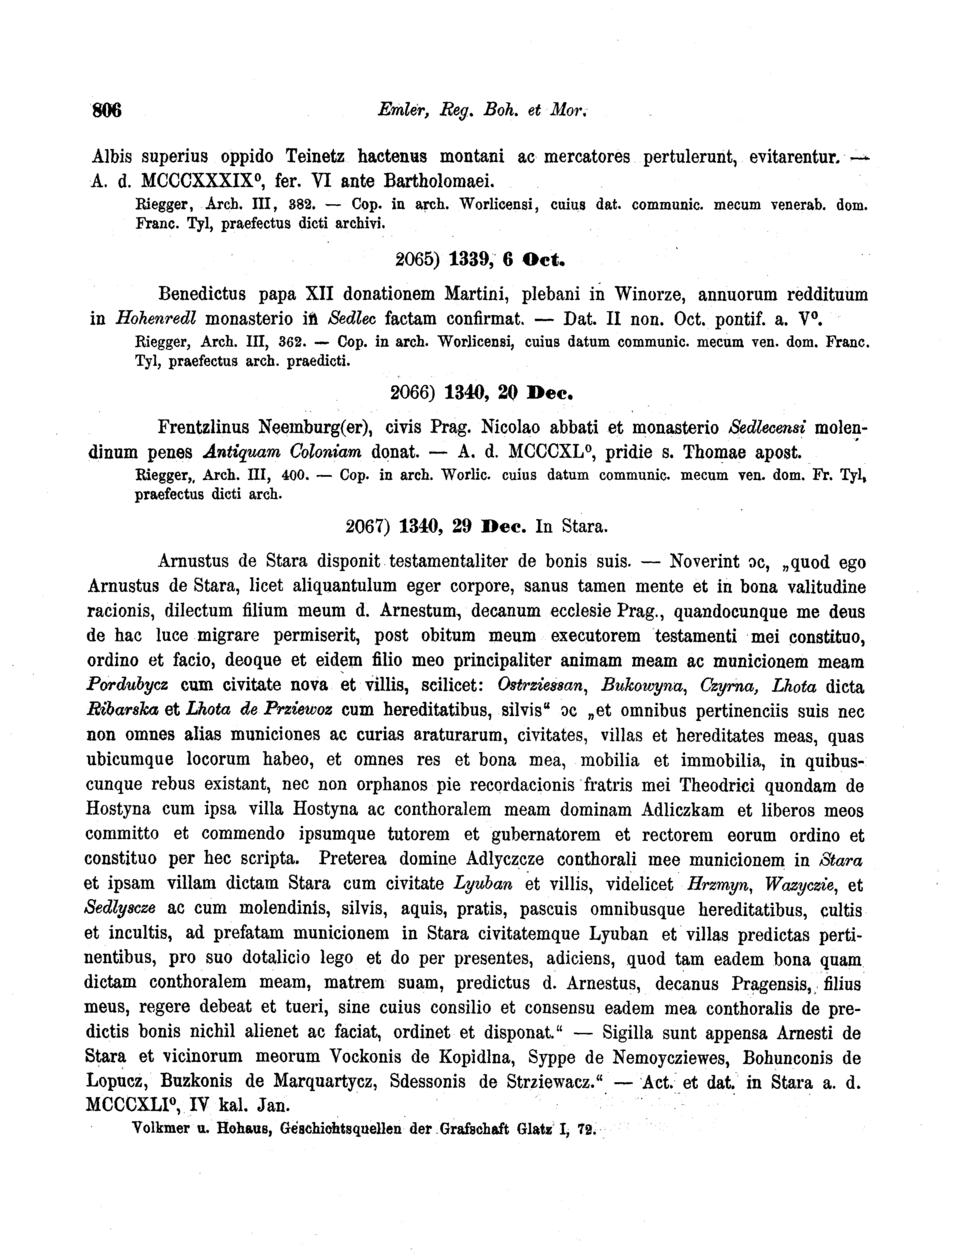 806 Emler, Reg. Boh. et Mor.
Albis superius oppido Teinetz hactenus montani ac mercatores pertulerunt, evitarentur. —
A. d. MCCCXXXIX⁰, fer. VI ante Bartholomaei.
Riegger, Arch. III, 382. — Cop. in arch. Worlicensi, cuius dat. communic. mecum venerab. dom.
Franc. Tyl, praefectus dicti archivi.
2065) 1339, 6 Oct.
Benedictus papa XII donationem Martini, plebani in Winorze, annuorum reddituum
in Hohenredl monasterio in Sedlec factam confirmat. — Dat. II non. Oct. pontif. a. V⁰.
Riegger, Arch. III, 362. — Cop. in arch. Worlicensi, cuius datum communic. mecum ven. dom. Franc.
Tyl, praefectus arch. praedicti.
2066) 1340, 20 Dec.
Frentzlinus Neemburg(er), civis Prag. Nicolao abbati et monasterio Sedlecensi molen-
dinum penes Antiquam Coloniam donat. — A. d. MCCCXL⁰, pridie s. Thomae apost.
Riegger, Arch. III, 400. — Cop. in arch. Worlic. cuius datum communic. mecum ven. dom. Fr. Tyl,
praefectus dicti arch.
2067) 1340, 29 Dec. In Stara.
Arnustus de Stara disponit testamentaliter de bonis suis. — Noverint ɔc, „quod ego
Arnustus de Stara, licet aliquantulum eger corpore, sanus tamen mente et in bona valitudine
racionis, dilectum filium meum d. Arnestum, decanum ecclesie Prag., quandocunque me deus
de hac luce migrare permiserit, post obitum meum executorem testamenti mei constituo,
ordino et facio, deoque et eidem filio meo principaliter animam meam ac municionem meam
Pordubycz cum civitate nova et villis, scilicet: Ostrziessan, Bukowyna, Czyrna, Lhota dicta
Ribarska et Lhota de Prziewoz cum hereditatibus, silvis“ ɔc „et omnibus pertinenciis suis nec
non omnes alias municiones ac curias araturarum, civitates, villas et hereditates meas, quas
ubicumque locorum habeo, et omnes res et bona mea, mobilia et immobilia, in quibus-
cunque rebus existant, nec non orphanos pie recordacionis fratris mei Theodrici quondam de
Hostyna cum ipsa villa Hostyna ac conthoralem meam dominam Adliczkam et liberos meos
committo et commendo ipsumque tutorem et gubernatorem et rectorem eorum ordino et
constituo per hec scripta. Preterea domine Adlyczcze conthorali mee municionem in Stara
et ipsam villam dictam Stara cum civitate Lyuban et villis, videlicet Hrzmyn, Wazyczie, et
Sedlyscze ac cum molendinis, silvis, aquis, pratis, pascuis omnibusque hereditatibus, cultis
et incultis, ad prefatam municionem in Stara civitatemque Lyuban et villas predictas perti-
nentibus, pro suo dotalicio lego et do per presentes, adiciens, quod tam eadem bona quam
dictam conthoralem meam, matrem suam, predictus d. Arnestus, decanus Pragensis, filius
meus, regere debeat et tueri, sine cuius consilio et consensu eadem mea conthoralis de pre-
dictis bonis nichil alienet ac faciat, ordinet et disponat.“ — Sigilla sunt appensa Arnesti de
Stara et vicinorum meorum Vockonis de Kopidlna, Syppe de Nemoycziewes, Bohunconis de
Lopucz, Buzkonis de Marquartycz, Sdessonis de Strziewacz.“ — Act. et dat. in Stara a. d.
MCCCXLI⁰, IV kal. Jan.
Volkmer u. Hohaus, Geschichtsquellen der Grafschaft Glatz I, 72.